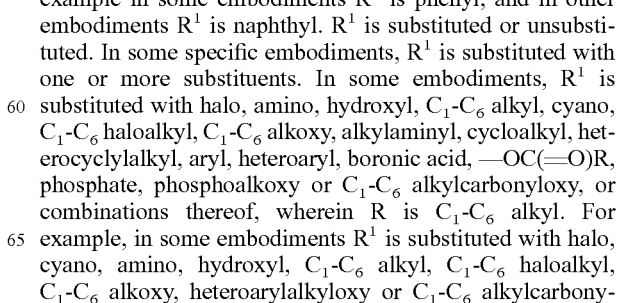 example in some embodiments R¹ is phenyl, and in other
embodiments R¹ is naphthyl. R¹ is substituted or unsubsti-
tuted. In some specific embodiments, R¹ is substituted with
one or more substituents. In some embodiments, R¹ is
60 substituted with halo, amino, hydroxyl, C₁-C₆ alkyl, cyano,
C₁-C₆ haloalkyl, C₁-C₆ alkoxy, alkylaminyl, cycloalkyl, het-
erocyclylalkyl, aryl, heteroaryl, boronic acid, —OC(═O)R,
phosphate, phosphoalkoxy or C₁-C₆ alkylcarbonyloxy, or
combinations thereof, wherein R is C₁-C₆ alkyl. For
65 example, in some embodiments R¹ is substituted with halo,
cyano, amino, hydroxyl, C₁-C₆ alkyl, C₁-C₆ haloalkyl,
C₁-C₆ alkoxy, heteroarylalkyloxy or C₁-C₆ alkylcarbony-